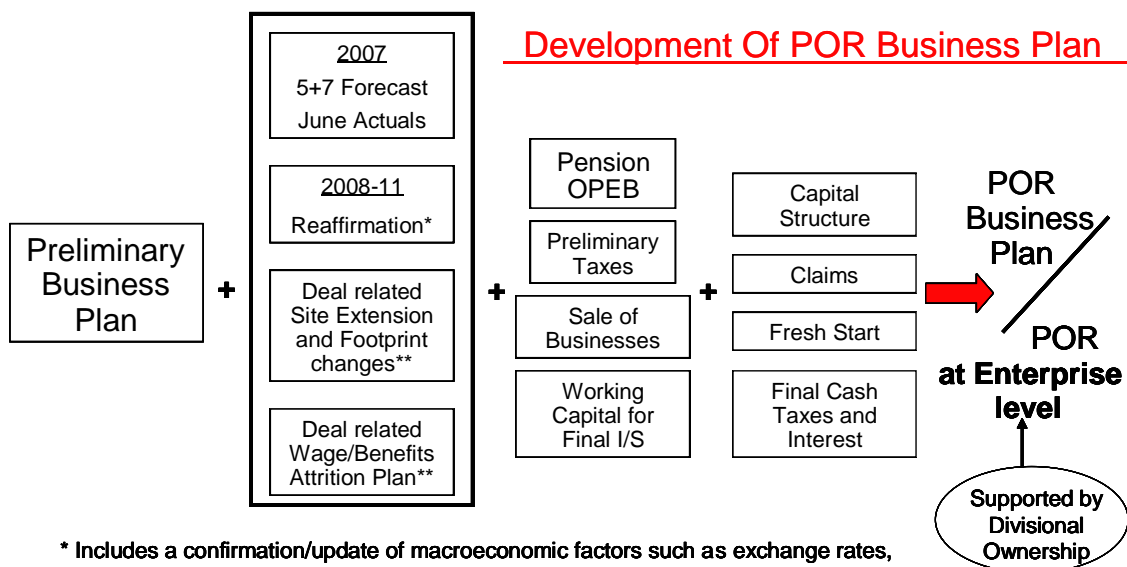 Development Of POR Business Plan
Preliminary
Business
Plan
+
2007
5+7 Forecast
June Actuals
2008-11
Reaffirmation*
Deal related
Site Extension
and Footprint
changes**
Deal related
Wage/Benefits
Attrition Plan**
+
Pension
OPEB
Preliminary
Taxes
Sale of
Businesses
Working
Capital for
Final I/S
+
Capital
Structure
Claims
Fresh Start
Final Cash
Taxes and
Interest
POR
Business
Plan
POR
at Enterprise
level
Supported by
Divisional
Ownership
* Includes a confirmation/update of macroeconomic factors such as exchange rates,